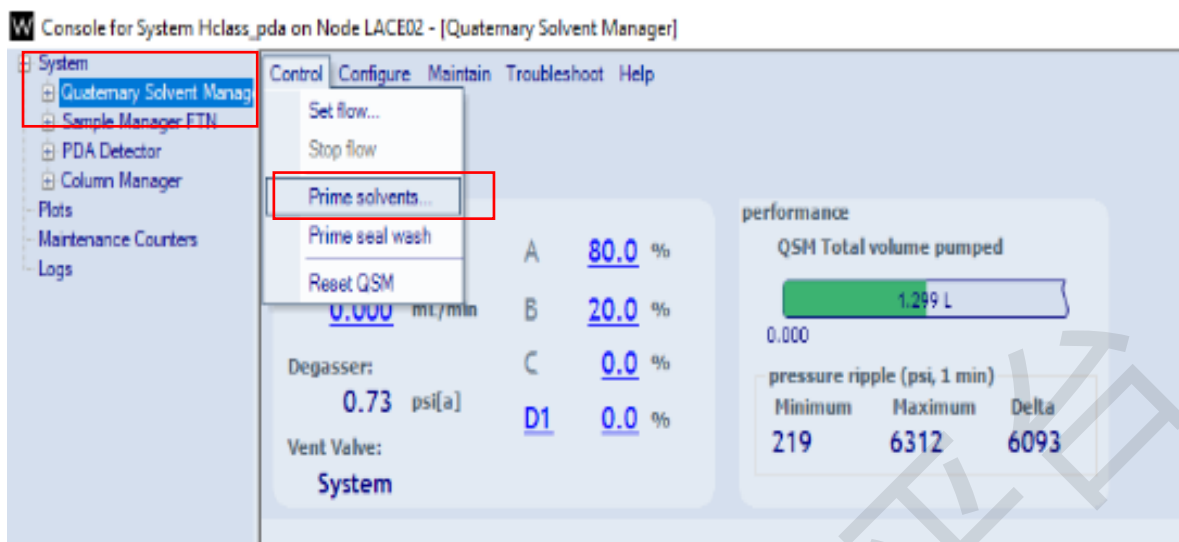 W Console for System Hclass_pda on Node LACE02 - [Quaternary Solvent Manager]
System
Quaternary Solvent Manag
Sample Manager FTN
PDA Detector
Column Manager
Plots
Maintenance Counters
Logs
Control Configure Maintain Troubleshoot Help
Set flow...
Stop flow
Prime solvents...
Prime seal wash
Reset QSM
0.000 mL/min
Degasser:
0.73 psi[a]
Vent Valve:
System
A 80.0 %
B 20.0 %
C 0.0 %
D1 0.0 %
performance
QSM Total volume pumped
1.299 L
0.000
pressure ripple (psi, 1 min)
Minimum Maximum Delta
219 6312 6093
平台